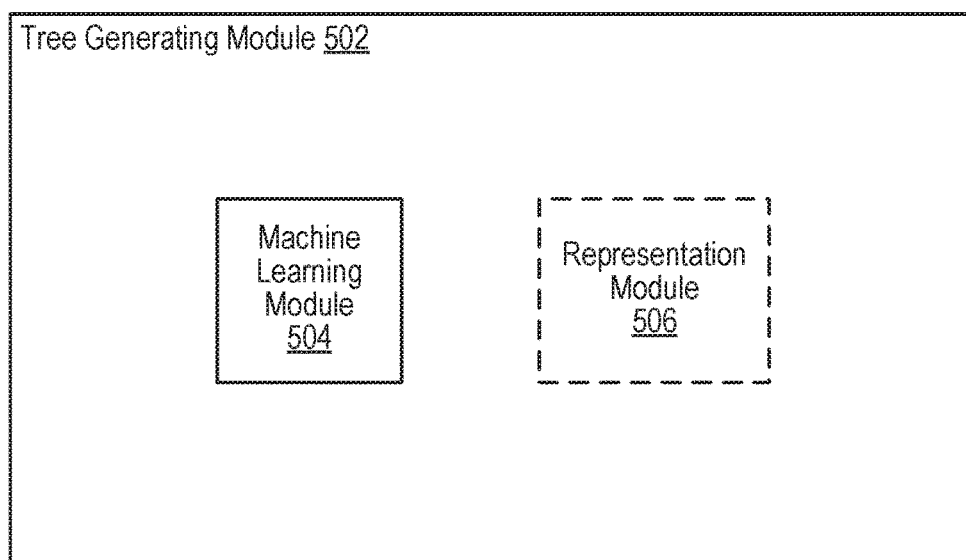 Tree Generating Module 502
Machine
Learning
Module
504
Representation
Module
506